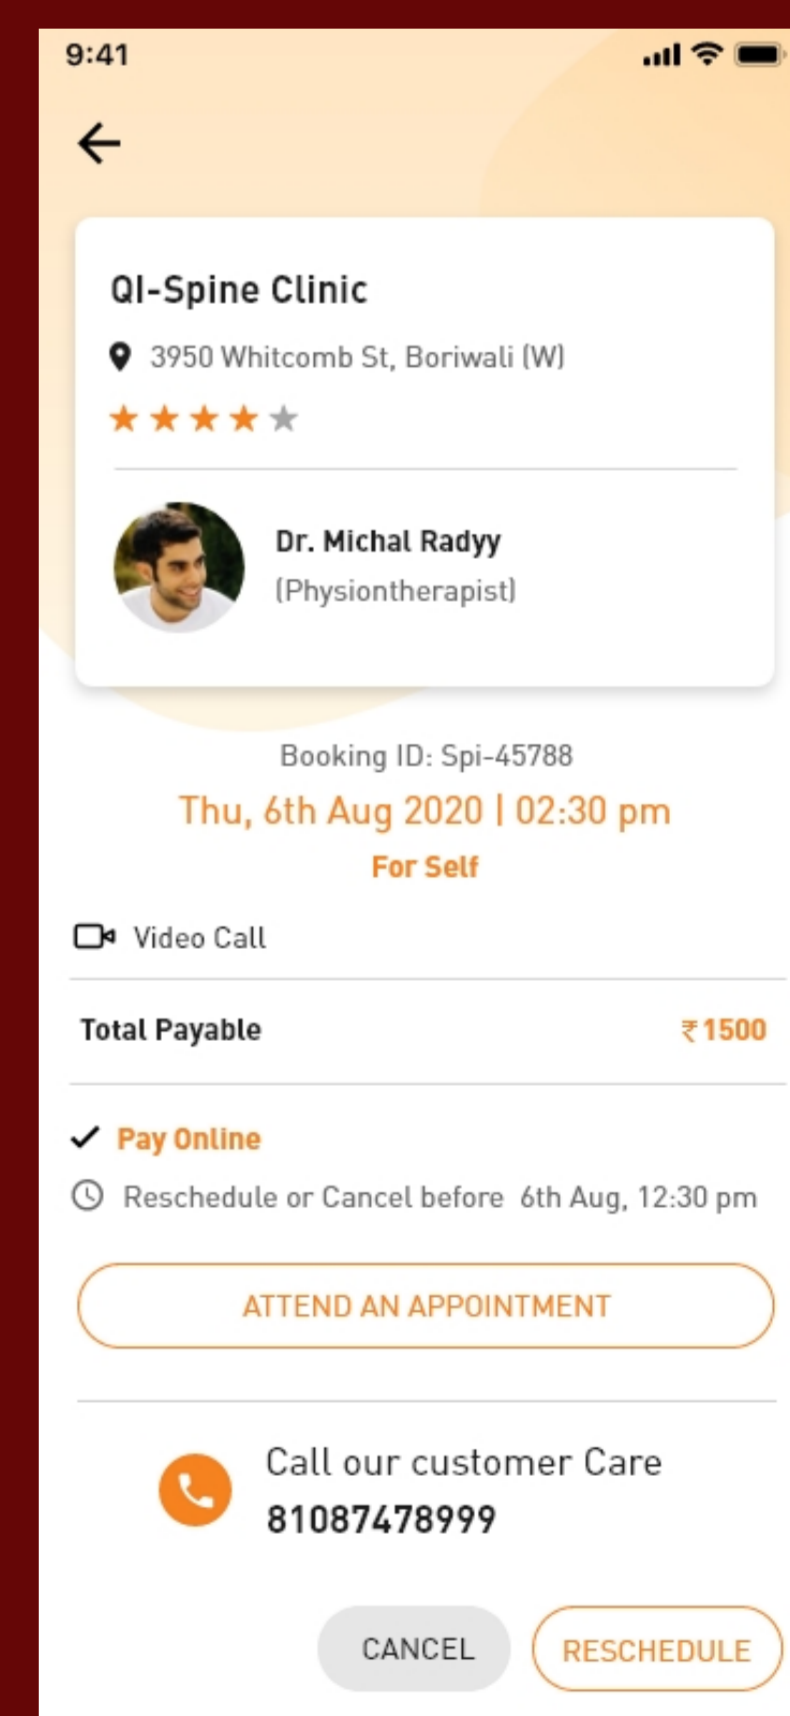 9:41
QI-Spine Clinic
3950 Whitcomb St, Boriwali (W)
Dr. Michal Radyy
(Physiontherapist)
Booking ID: Spi-45788
Thu, 6th Aug 2020 | 02:30 pm
For Self
Video Call
Total Payable ₹1500
Pay Online
Reschedule or Cancel before 6th Aug, 12:30 pm
ATTEND AN APPOINTMENT
Call our customer Care
81087478999
CANCEL RESCHEDULE